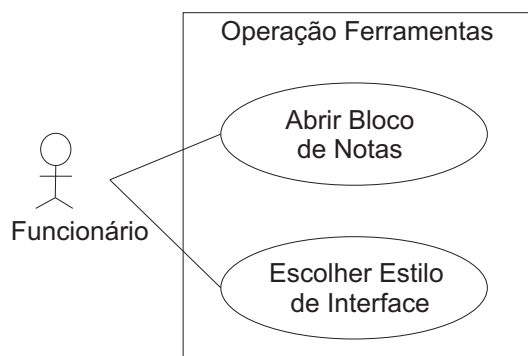 Operação Ferramentas
Abrir Bloco
de Notas
Funcionário
Escolher Estilo
de Interface